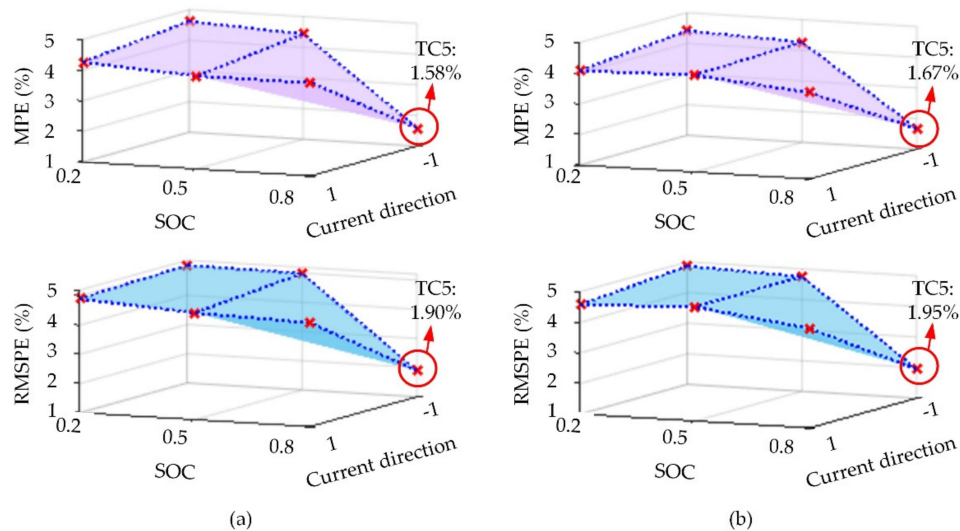 5
4
3
2
1
MPE (%)
0.2
0.5
0.8
SOC
1
-1
Current direction
TC5:
1.58%
5
4
3
2
1
MPE (%)
0.2
0.5
0.8
SOC
1
-1
Current direction
TC5:
1.67%
5
4
3
2
1
RMSPE (%)
0.2
0.5
0.8
SOC
1
-1
Current direction
TC5:
1.90%
5
4
3
2
1
RMSPE (%)
0.2
0.5
0.8
SOC
1
-1
Current direction
TC5:
1.95%
(a)
(b)